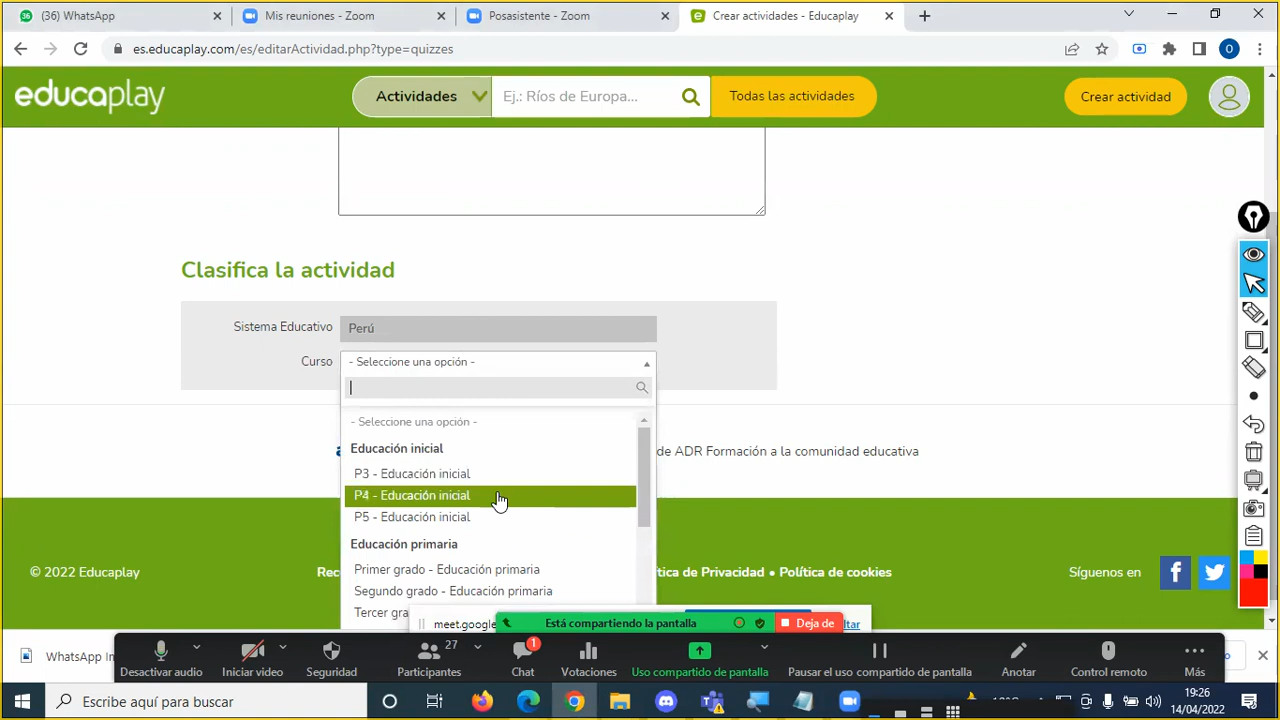 (36) WhatsApp
Mis reuniones - Zoom
Posasistente - Zoom
Crear actividades - Educaplay
es.educaplay.com/es/editarActividad.php?type=quizzes
O
educaplay
Actividades
Ej.: Ríos de Europa...
Todas las actividades
Crear actividad
Clasifica la actividad
Sistema Educativo
Perú
Curso
- Seleccione una opción -
- Seleccione una opción -
Educación inicial
P3 - Educación inicial
P4 - Educación inicial
P5 - Educación inicial
Educación primaria
Primer grado - Educación primaria
Segundo grado - Educación primaria
Tercer gra
de ADR Formación a la comunidad educativa
© 2022 Educaplay
Rec
tica de Privacidad • Política de cookies
Síguenos en
meet.google
Está compartiendo la pantalla
Deja de
ltar
WhatsApp
Desactivar audio
Iniciar video
Seguridad
27
Participantes
1
Chat
Votaciones
Uso compartido de pantalla
Pausar el uso compartido de pantalla
Anotar
Control remoto
Más
Escribe aquí para buscar
19:26
14/04/2022